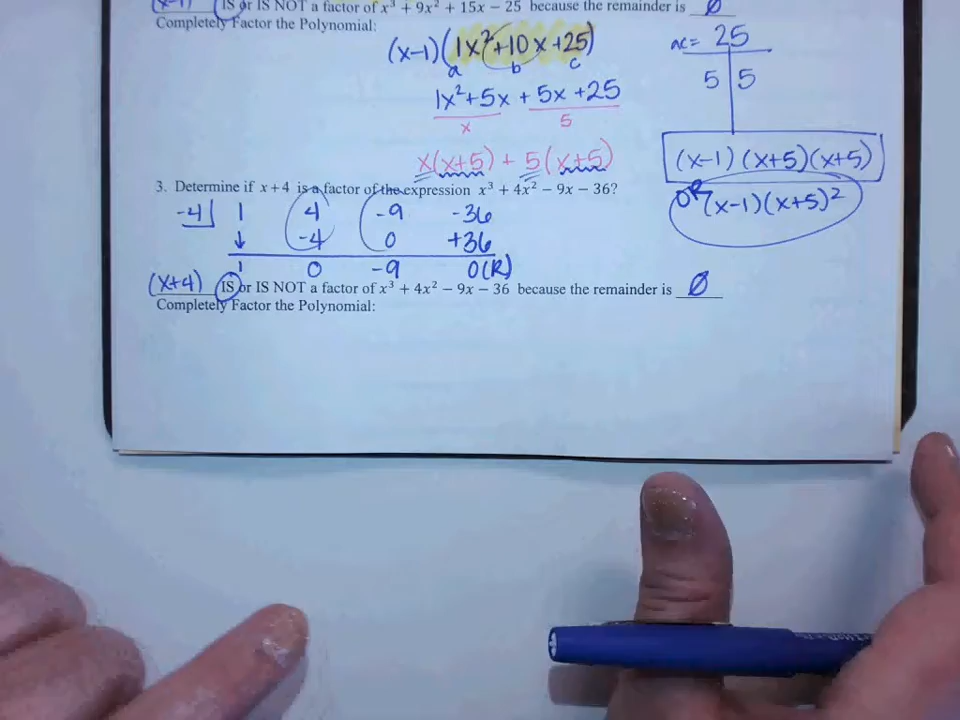 (x-1) IS or IS NOT a factor of x³ + 9x² + 15x − 25 because the remainder is 0
Completely Factor the Polynomial:
(x-1)(1x²+10x+25)
a b c
1x²+5x + 5x+25
x 5
x(x+5) + 5(x+5)
ac= 25
5 5
(x-1)(x+5)(x+5)
OR (x-1)(x+5)²
3. Determine if x + 4 is a factor of the expression x³ + 4x² − 9x − 36?
-4 1 4 -9 -36
↓ -4 0 +36
1 0 -9 0(R)
(x+4) IS or IS NOT a factor of x³ + 4x² − 9x − 36 because the remainder is 0
Completely Factor the Polynomial: